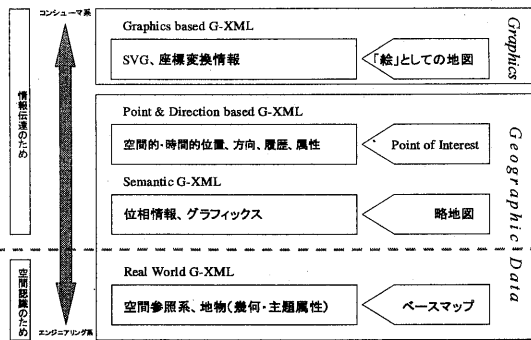 コンシューマ系
情報伝達のため
空間認識のため
エンジニアリング系
Graphics based G-XML
SVG、座標変換情報
「絵」としての地図
Graphics
Point & Direction based G-XML
空間的・時間的位置、方向、履歴、属性
Point of Interest
Semantic G-XML
位相情報、グラフィックス
略地図
Real World G-XML
空間参照系、地物(幾何・主題属性)
ベースマップ
Geographic Data